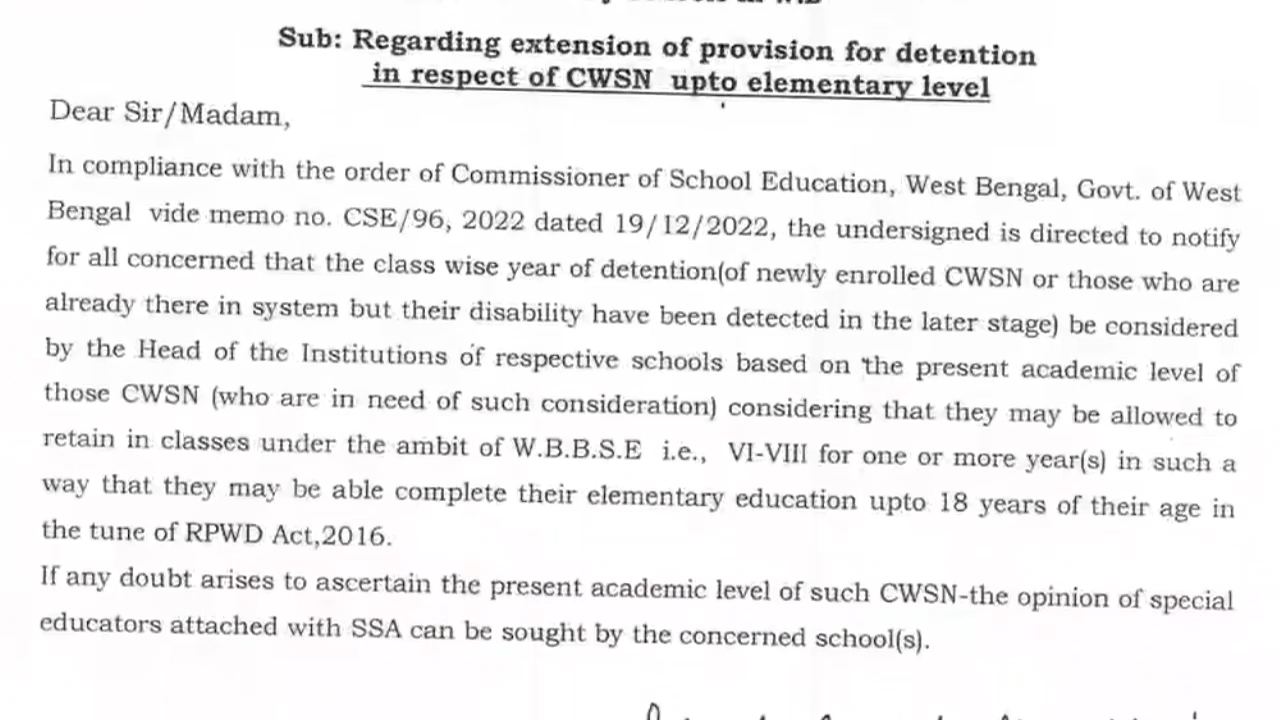 Sub: Regarding extension of provision for detention
in respect of CWSN upto elementary level
Dear Sir/Madam,
In compliance with the order of Commissioner of School Education, West Bengal, Govt. of West
Bengal vide memo no. CSE/96, 2022 dated 19/12/2022, the undersigned is directed to notify
for all concerned that the class wise year of detention(of newly enrolled CWSN or those who are
already there in system but their disability have been detected in the later stage) be considered
by the Head of the Institutions of respective schools based on the present academic level of
those CWSN (who are in need of such consideration) considering that they may be allowed to
retain in classes under the ambit of W.B.B.S.E i.e., VI-VIII for one or more year(s) in such a
way that they may be able complete their elementary education upto 18 years of their age in
the tune of RPWD Act,2016.
If any doubt arises to ascertain the present academic level of such CWSN-the opinion of special
educators attached with SSA can be sought by the concerned school(s).